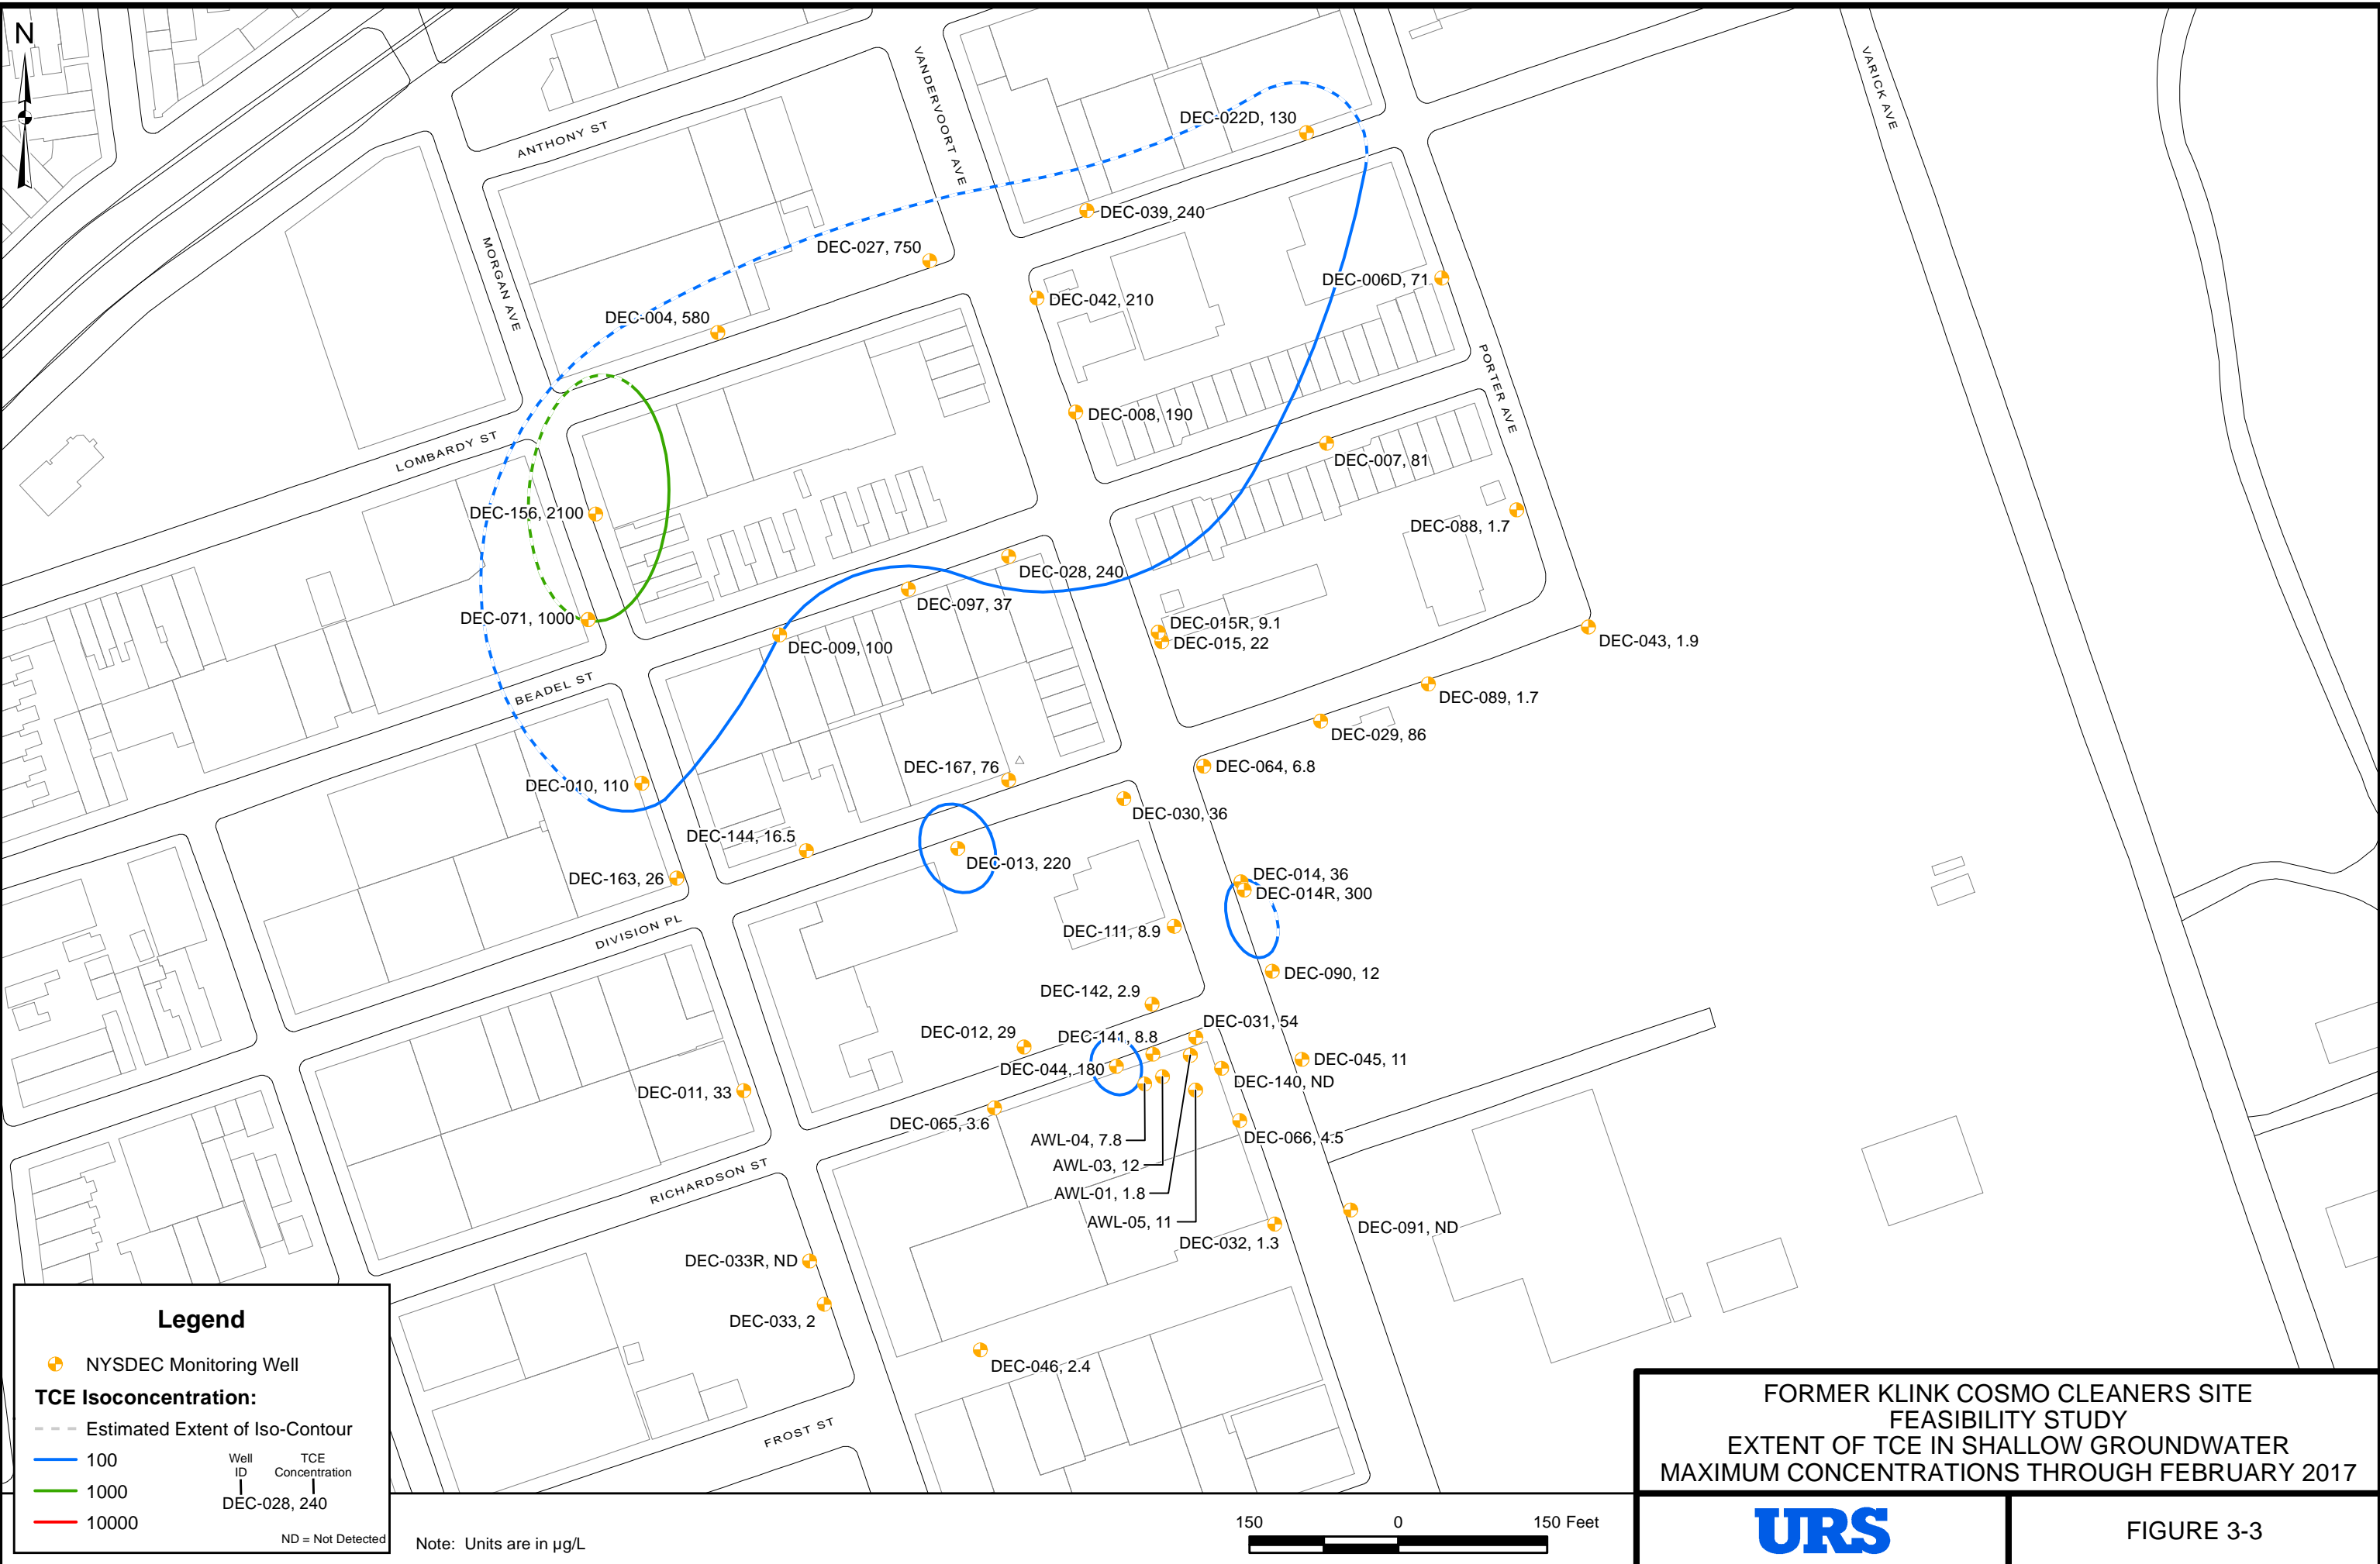 N
ANTHONY ST
VANDERVOORT AVE
VARICK AVE
MORGAN AVE
LOMBARDY ST
PORTER AVE
BEADEL ST
DIVISION PL
RICHARDSON ST
FROST ST
DEC-022D, 130
DEC-039, 240
DEC-027, 750
DEC-006D, 71
DEC-042, 210
DEC-004, 580
DEC-008, 190
DEC-007, 81
DEC-156, 2100
DEC-088, 1.7
DEC-028, 240
DEC-097, 37
DEC-071, 1000
DEC-015R, 9.1
DEC-015, 22
DEC-043, 1.9
DEC-009, 100
DEC-089, 1.7
DEC-029, 86
DEC-167, 76
DEC-064, 6.8
DEC-010, 110
DEC-030, 36
DEC-144, 16.5
DEC-013, 220
DEC-163, 26
DEC-014, 36
DEC-014R, 300
DEC-111, 8.9
DEC-090, 12
DEC-142, 2.9
DEC-031, 54
DEC-012, 29
DEC-141, 8.8
DEC-045, 11
DEC-044, 180
DEC-140, ND
DEC-011, 33
DEC-065, 3.6
DEC-066, 4.5
AWL-04, 7.8
AWL-03, 12
AWL-01, 1.8
AWL-05, 11
DEC-091, ND
DEC-032, 1.3
DEC-033R, ND
DEC-033, 2
DEC-046, 2.4
Legend
NYSDEC Monitoring Well
TCE Isoconcentration:
Estimated Extent of Iso-Contour
100
1000
10000
Well
ID
TCE
Concentration
DEC-028, 240
ND = Not Detected
Note: Units are in µg/L
150 0 150 Feet
FORMER KLINK COSMO CLEANERS SITE
FEASIBILITY STUDY
EXTENT OF TCE IN SHALLOW GROUNDWATER
MAXIMUM CONCENTRATIONS THROUGH FEBRUARY 2017
URS
FIGURE 3-3